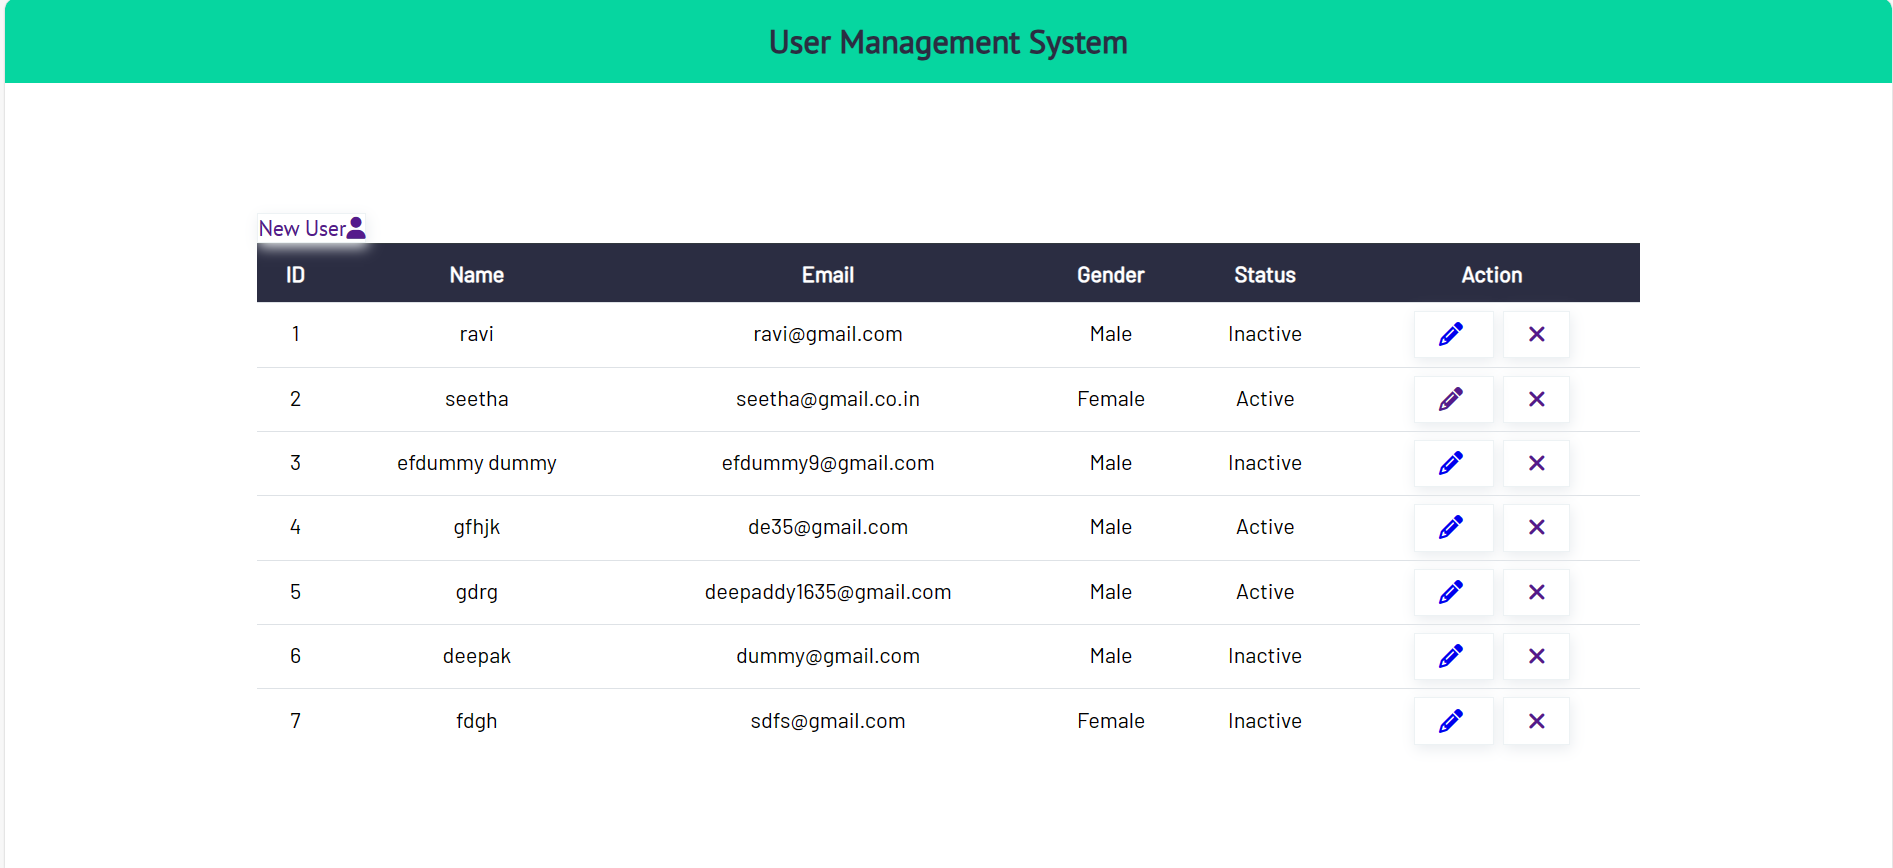 User Management System
New User
ID Name Email Gender Status Action
1 ravi ravi@gmail.com Male Inactive
2 seetha seetha@gmail.co.in Female Active
3 efdummy dummy efdummy9@gmail.com Male Inactive
4 gfhjk de35@gmail.com Male Active
5 gdrg deepaddy1635@gmail.com Male Active
6 deepak dummy@gmail.com Male Inactive
7 fdgh sdfs@gmail.com Female Inactive